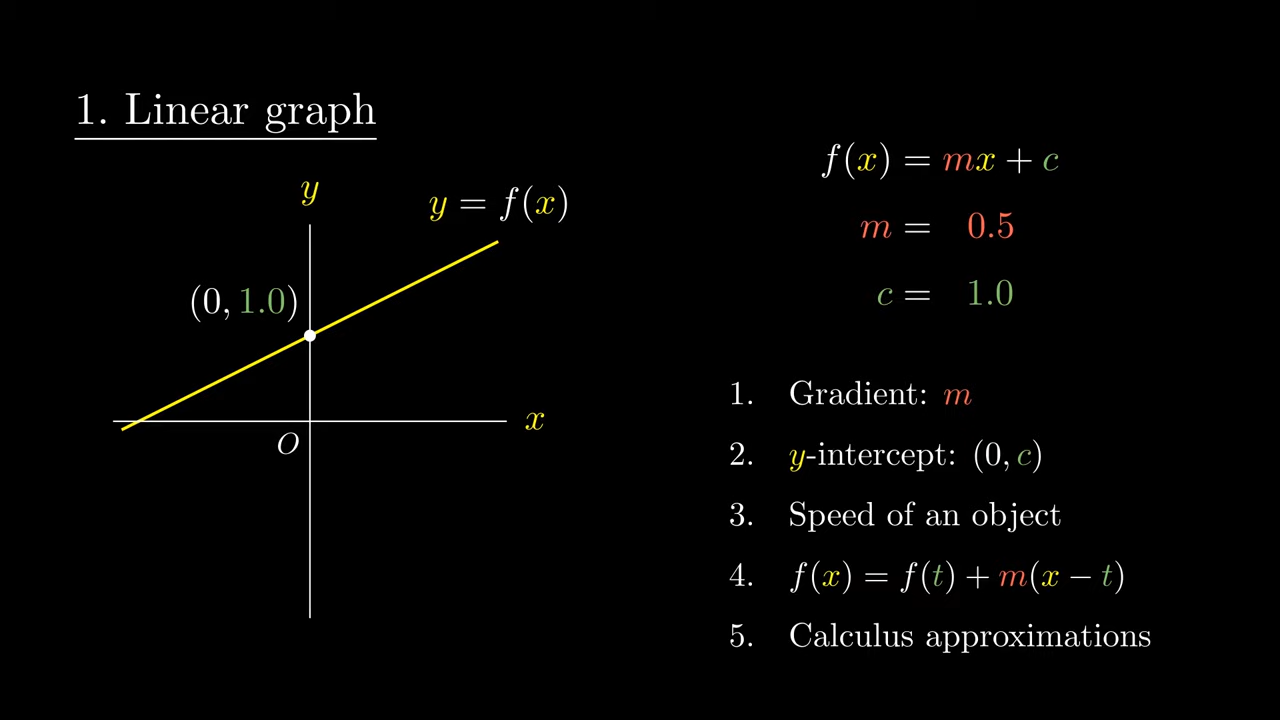 1. Linear graph
y
y = f(x)
(0, 1.0)
x
O
f(x) = mx + c
m = 0.5
c = 1.0
1. Gradient: m
2. y-intercept: (0, c)
3. Speed of an object
4. f(x) = f(t) + m(x − t)
5. Calculus approximations